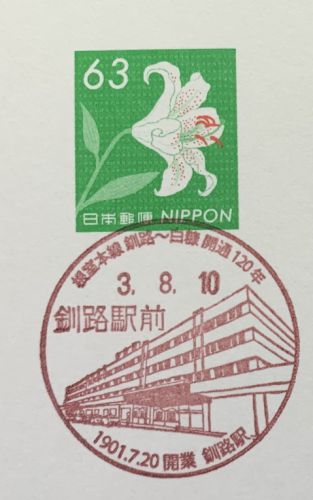 63
日本郵便 NIPPON
根室本線 釧路〜白糠 開通 120年
3. 8. 10
釧路駅前
1901.7.20 開業 釧路駅